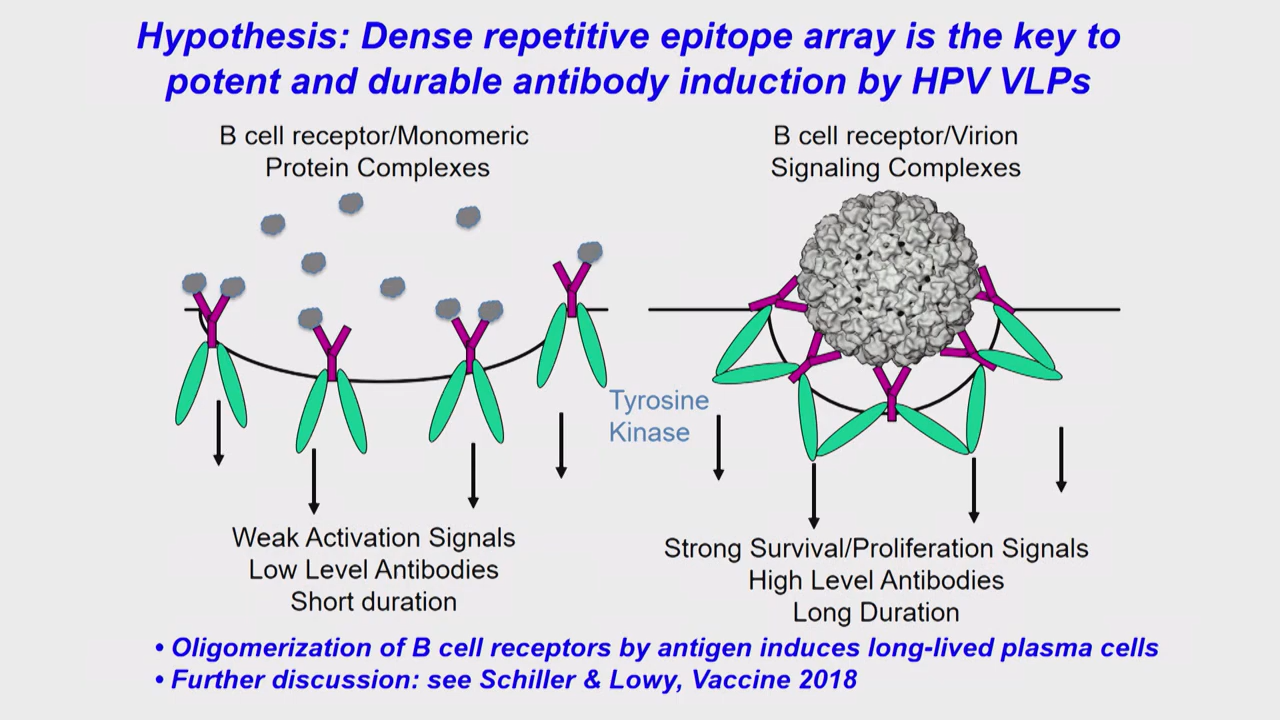 Hypothesis: Dense repetitive epitope array is the key to
potent and durable antibody induction by HPV VLPs
B cell receptor/Monomeric
Protein Complexes
B cell receptor/Virion
Signaling Complexes
Tyrosine
Kinase
Weak Activation Signals
Low Level Antibodies
Short duration
Strong Survival/Proliferation Signals
High Level Antibodies
Long Duration
• Oligomerization of B cell receptors by antigen induces long-lived plasma cells
• Further discussion: see Schiller & Lowy, Vaccine 2018